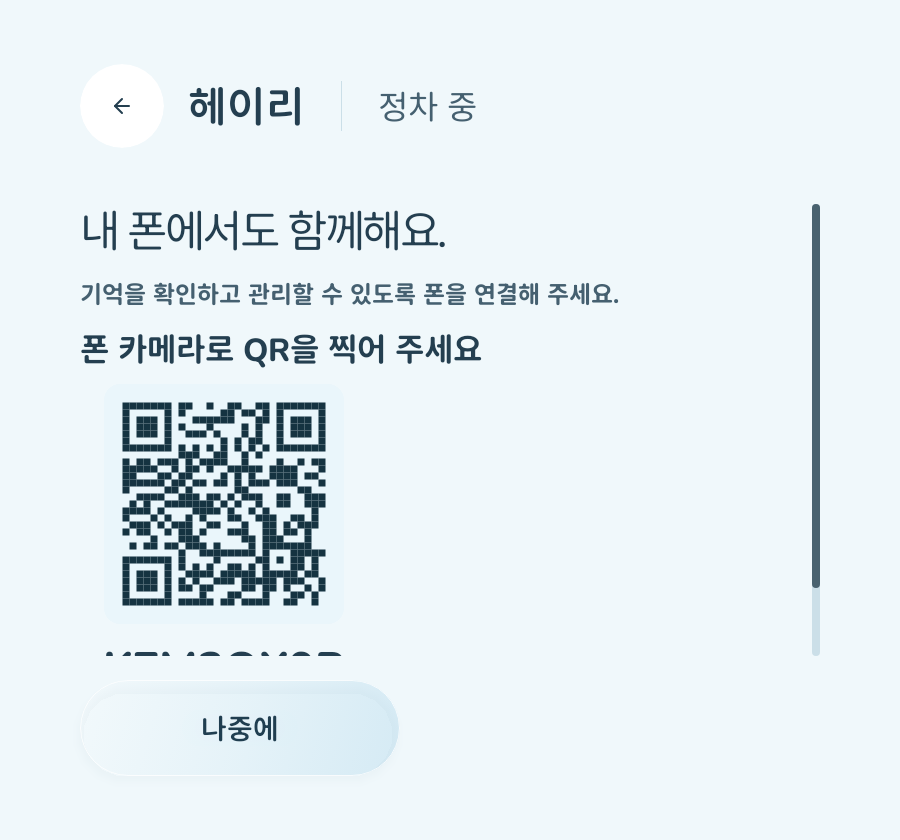 헤이리
정차 중
내 폰에서도 함께해요.
기억을 확인하고 관리할 수 있도록 폰을 연결해 주세요.
폰 카메라로 QR을 찍어 주세요
나중에